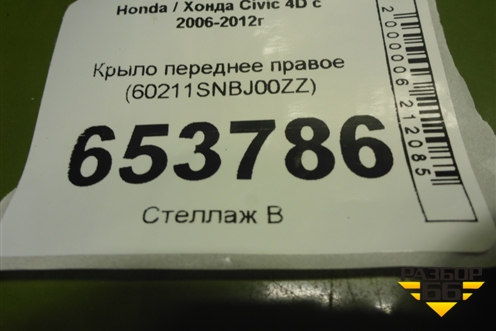 Honda / Хонда Civic 4D с
2006-2012г
Крыло переднее правое
(60211SNBJ00ZZ)
653786
Стеллаж В
2000006212085
РАЗБОР
66